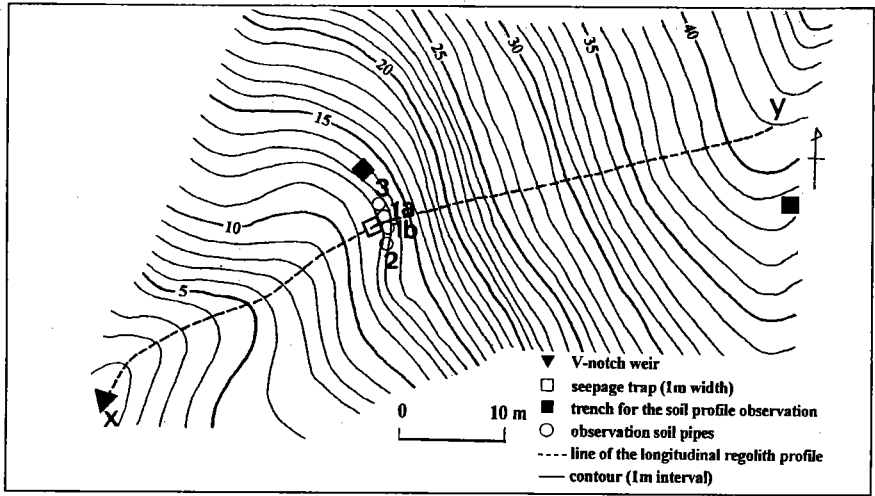 20
25
30
35
40
15
y
3
1a
1b
2
10
5
x
V-notch weir
seepage trap (1m width)
trench for the soil profile observation
observation soil pipes
line of the longitudinal regolith profile
contour (1m interval)
0 10 m